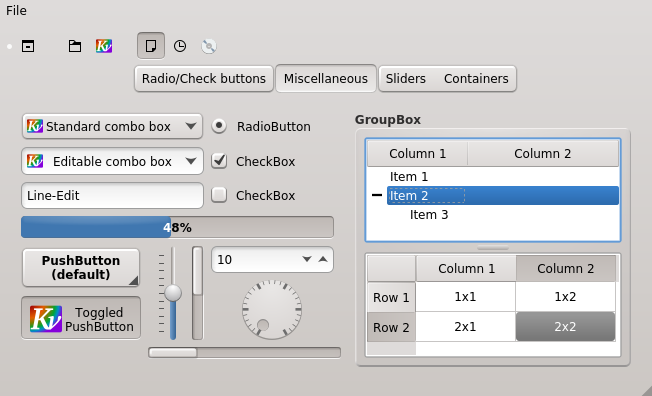 File
Radio/Check buttons
Miscellaneous
Sliders
Containers
Standard combo box
RadioButton
Editable combo box
CheckBox
Line-Edit
CheckBox
48%
PushButton
(default)
10
Toggled
PushButton
GroupBox
Column 1
Column 2
Item 1
Item 2
Item 3
Column 1
Column 2
Row 1
1x1
1x2
Row 2
2x1
2x2